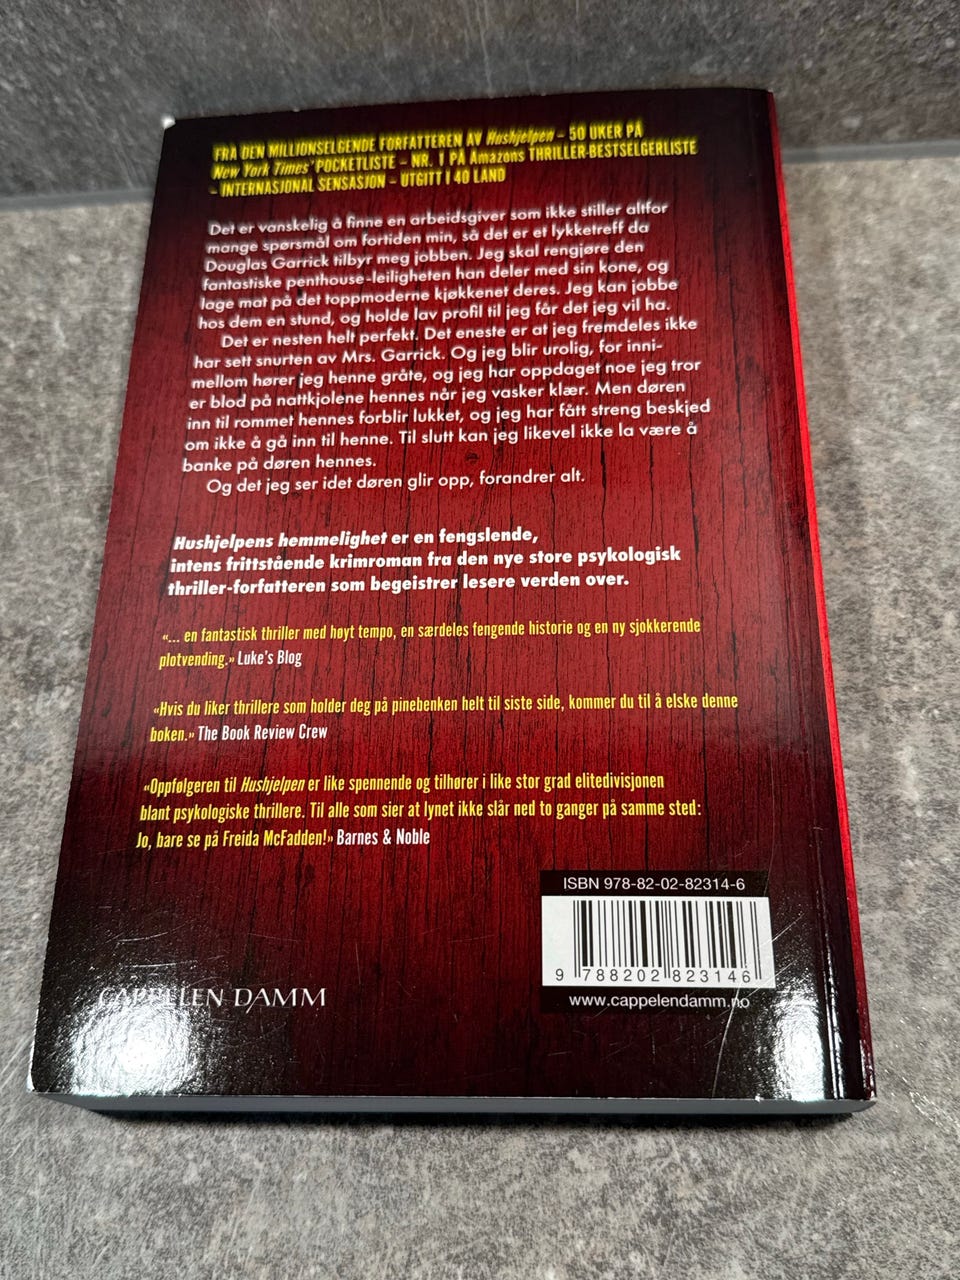 FRA DEN MILLIONSELGENDE FORFATTEREN AV Hushjelpen – 50 UKER PÅ
New York Times' POCKETLISTE – NR. 1 PÅ Amazons THRILLER-BESTSELGERLISTE
– INTERNASJONAL SENSASJON – UTGITT I 40 LAND
Det er vanskelig å finne en arbeidsgiver som ikke stiller altfor
mange spørsmål om fortiden min, så det er et lykketreff da
Douglas Garrick tilbyr meg jobben. Jeg skal rengjøre den
fantastiske penthouse-leiligheten han deler med sin kone, og
lage mat på det toppmoderne kjøkkenet deres. Jeg kan jobbe
hos dem en stund, og holde lav profil til jeg får det jeg vil ha.
Det er nesten helt perfekt. Det eneste er at jeg fremdeles ikke
har sett snurten av Mrs. Garrick. Og jeg blir urolig, for inni-
mellom hører jeg henne gråte, og jeg har oppdaget noe jeg tror
er blod på nattkjolene hennes når jeg vasker klær. Men døren
inn til rommet hennes forblir lukket, og jeg har fått streng beskjed
om ikke å gå inn til henne. Til slutt kan jeg likevel ikke la være å
banke på døren hennes.
Og det jeg ser idet døren glir opp, forandrer alt.
Hushjelpens hemmelighet er en fengslende,
intens frittstående krimroman fra den nye store psykologisk
thriller-forfatteren som begeistrer lesere verden over.
«... en fantastisk thriller med høyt tempo, en særdeles fengende historie og en ny sjokkerende
plotvending.» Luke's Blog
«Hvis du liker thrillere som holder deg på pinebenken helt til siste side, kommer du til å elske denne
boken.» The Book Review Crew
«Oppfølgeren til Hushjelpen er like spennende og tilhører i like stor grad elitedivisjonen
blant psykologiske thrillere. Til alle som sier at lynet ikke slår ned to ganger på samme sted:
Jo, bare se på Freida McFadden!» Barnes & Noble
ISBN 978-82-02-82314-6
9 788202 823146
www.cappelendamm.no
CAPPELEN DAMM